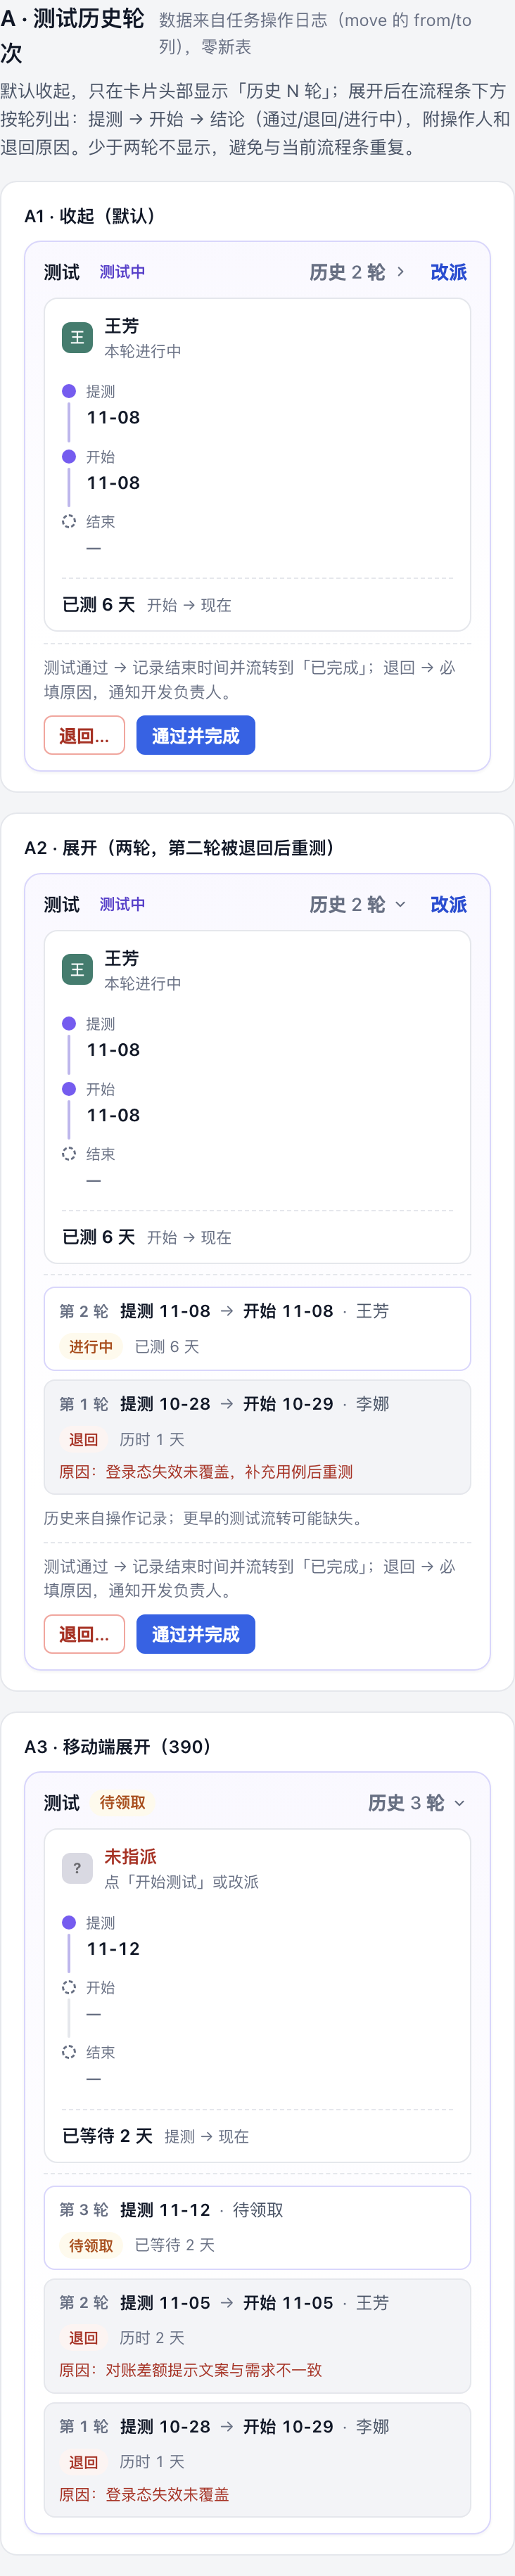 A · 测试历史轮次
数据来自任务操作日志（move 的 from/to 列），零新表
默认收起，只在卡片头部显示「历史 N 轮」；展开后在流程条下方
按轮列出：提测 → 开始 → 结论（通过/退回/进行中），附操作人和
退回原因。少于两轮不显示，避免与当前流程条重复。
A1 · 收起（默认）
测试 测试中 历史 2 轮 改派
王 王芳
本轮进行中
提测
11-08
开始
11-08
结束
—
已测 6 天 开始 → 现在
测试通过 → 记录结束时间并流转到「已完成」；退回 → 必
填原因，通知开发负责人。
退回… 通过并完成
A2 · 展开（两轮，第二轮被退回后重测）
测试 测试中 历史 2 轮 改派
王 王芳
本轮进行中
提测
11-08
开始
11-08
结束
—
已测 6 天 开始 → 现在
第 2 轮 提测 11-08 → 开始 11-08 · 王芳
进行中 已测 6 天
第 1 轮 提测 10-28 → 开始 10-29 · 李娜
退回 历时 1 天
原因：登录态失效未覆盖，补充用例后重测
历史来自操作记录；更早的测试流转可能缺失。
测试通过 → 记录结束时间并流转到「已完成」；退回 → 必
填原因，通知开发负责人。
退回… 通过并完成
A3 · 移动端展开（390）
测试 待领取 历史 3 轮
? 未指派
点「开始测试」或改派
提测
11-12
开始
—
结束
—
已等待 2 天 提测 → 现在
第 3 轮 提测 11-12 · 待领取
待领取 已等待 2 天
第 2 轮 提测 11-05 → 开始 11-05 · 王芳
退回 历时 2 天
原因：对账差额提示文案与需求不一致
第 1 轮 提测 10-28 → 开始 10-29 · 李娜
退回 历时 1 天
原因：登录态失效未覆盖